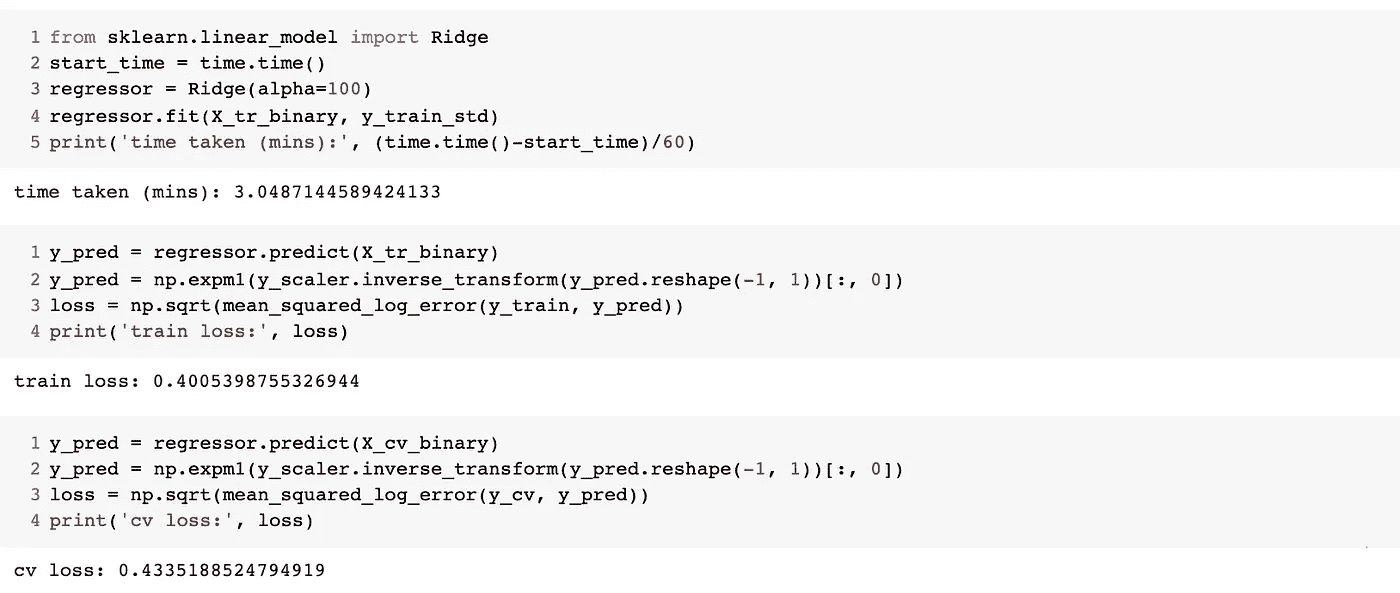 1 from sklearn.linear_model import Ridge
2 start_time = time.time()
3 regressor = Ridge(alpha=100)
4 regressor.fit(X_tr_binary, y_train_std)
5 print('time taken (mins):', (time.time()-start_time)/60)
time taken (mins): 3.0487144589424133
1 y_pred = regressor.predict(X_tr_binary)
2 y_pred = np.expm1(y_scaler.inverse_transform(y_pred.reshape(-1, 1))[:, 0])
3 loss = np.sqrt(mean_squared_log_error(y_train, y_pred))
4 print('train loss:', loss)
train loss: 0.4005398755326944
1 y_pred = regressor.predict(X_cv_binary)
2 y_pred = np.expm1(y_scaler.inverse_transform(y_pred.reshape(-1, 1))[:, 0])
3 loss = np.sqrt(mean_squared_log_error(y_cv, y_pred))
4 print('cv loss:', loss)
cv loss: 0.4335188524794919